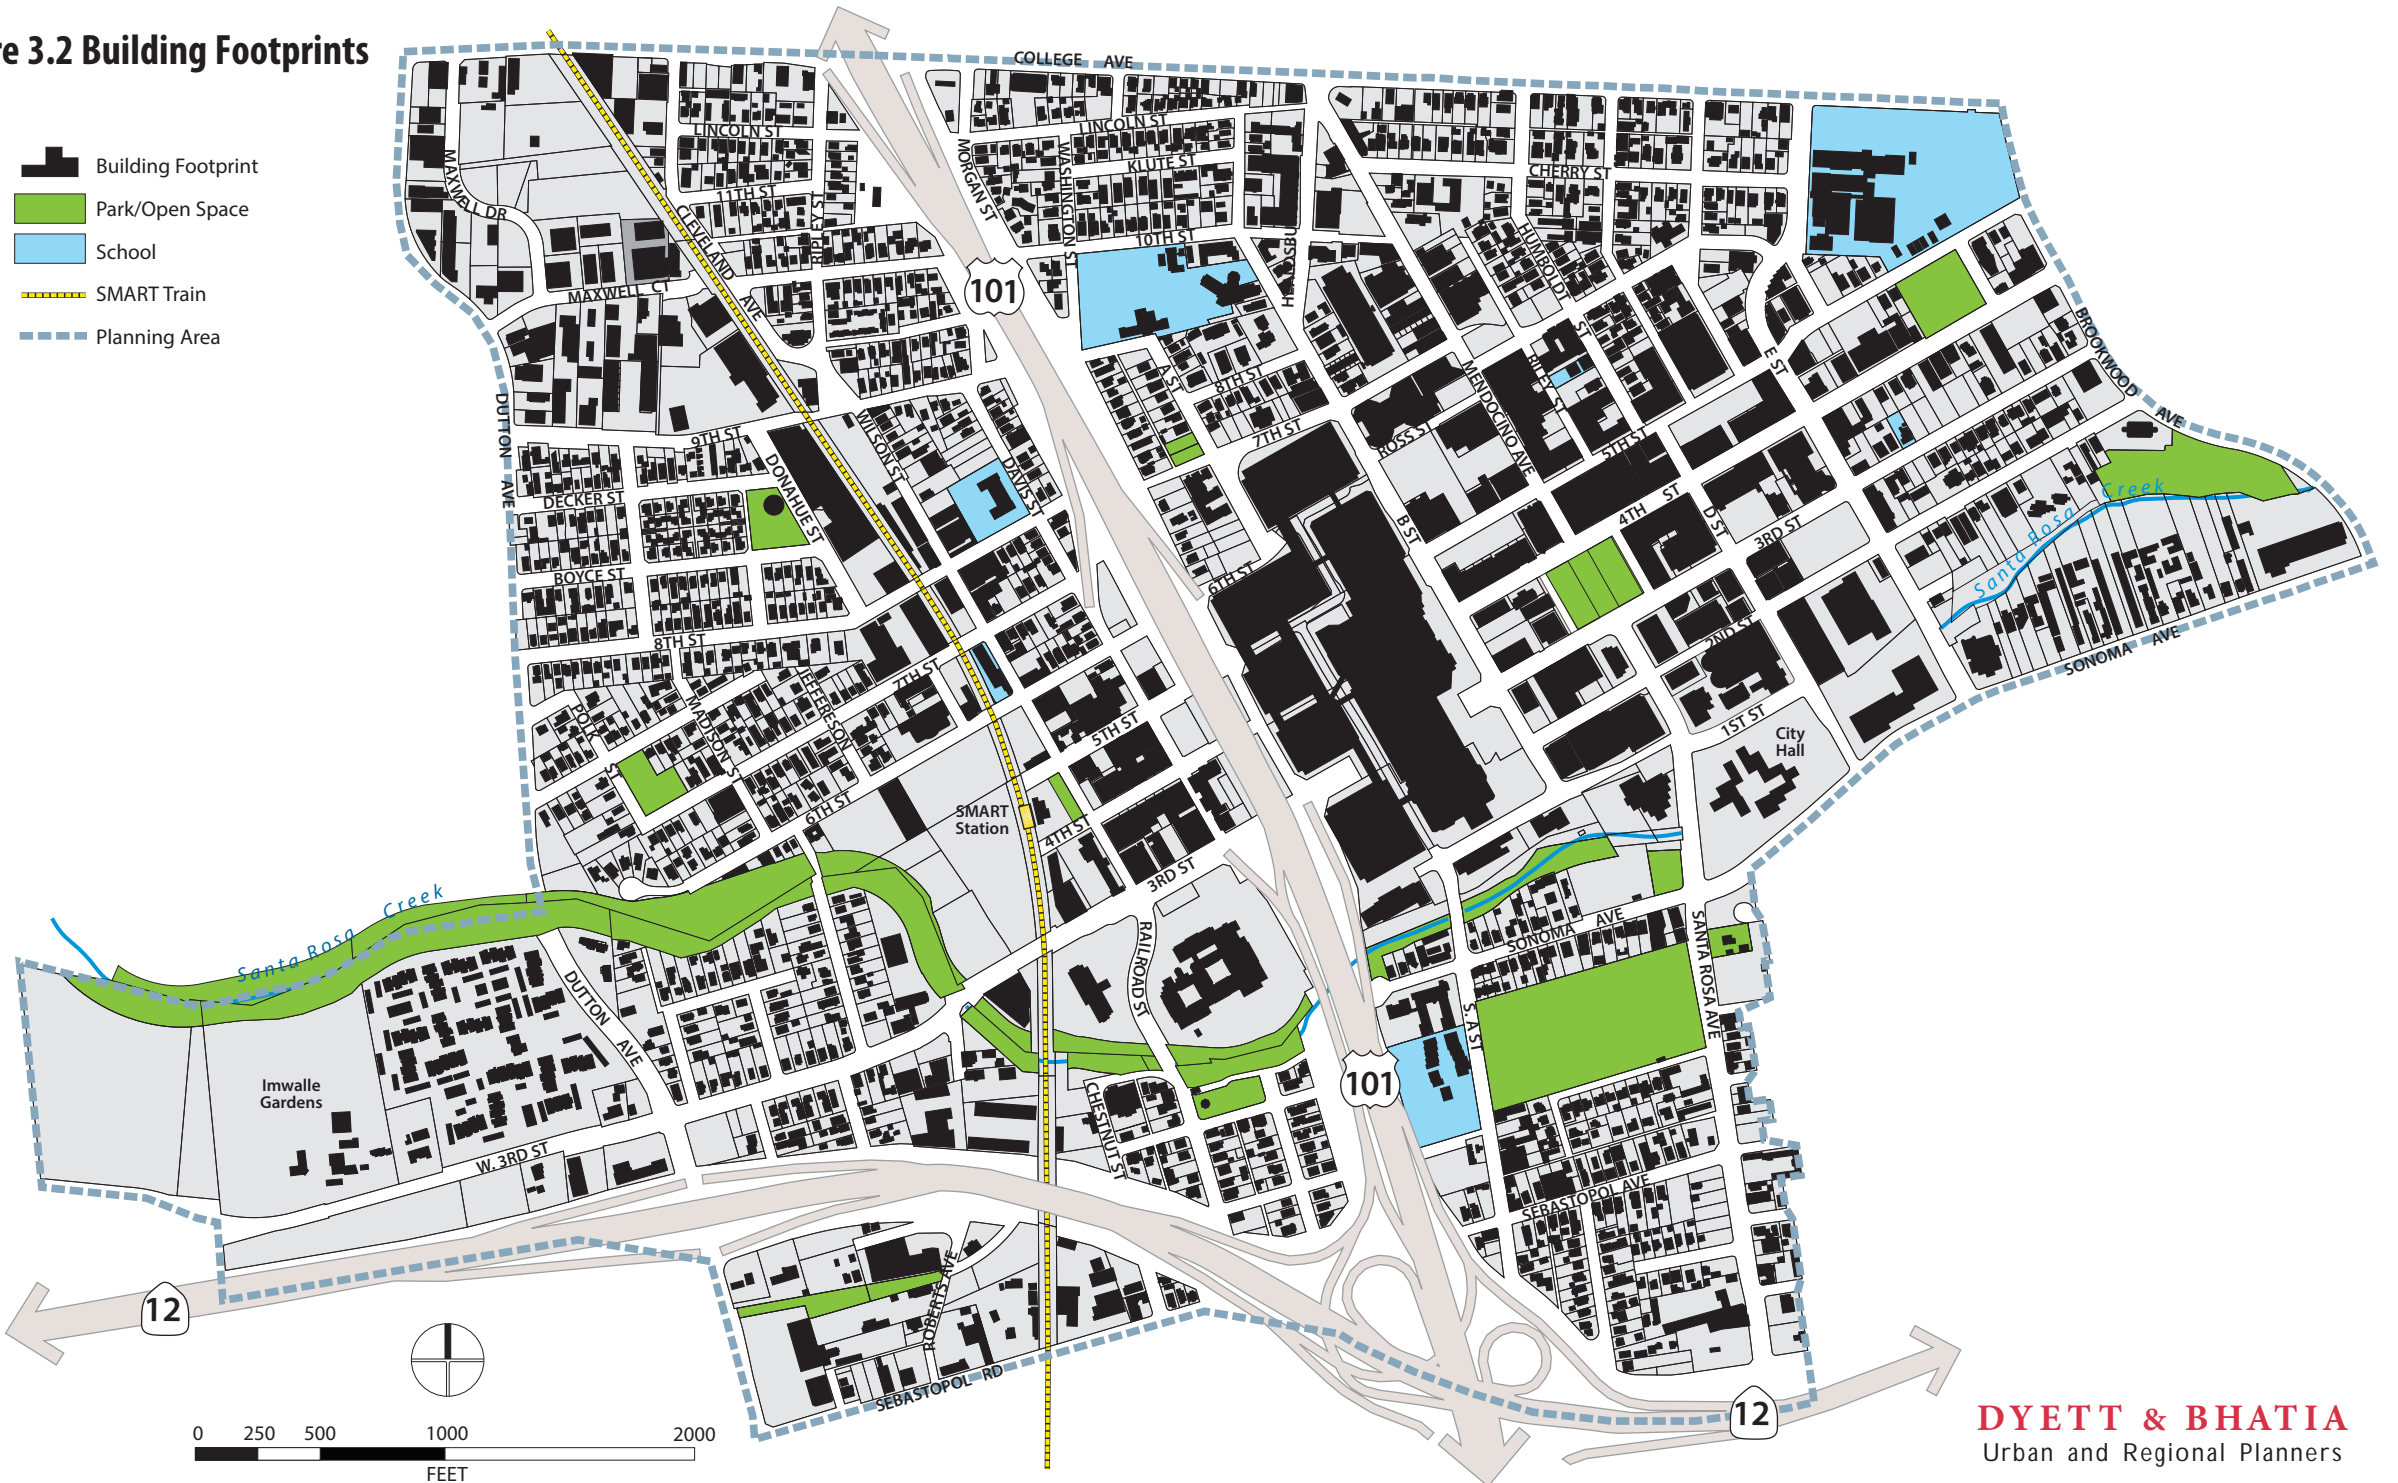 re 3.2 Building Footprints
Building Footprint
Park/Open Space
School
SMART Train
Planning Area
COLLEGE AVE
LINCOLN ST
LINCOLN ST
KLUTE ST
11TH ST
10TH ST
CHERRY ST
MAXWELL DR
MAXWELL CT
CLEVELAND
AVE
RIPLEY ST
MORGAN ST
WASHINGTON ST
HUMBOLDT
ST
101
DUTTON
AVE
9TH ST
DECKER ST
BOYCE ST
8TH ST
DONAHUE ST
WILSON ST
DAVIS ST
A ST
8TH ST
7TH ST
ROSS ST
MENDOCINO AVE
RILEY ST
E ST
BROOKWOOD
AVE
5TH ST
4TH ST
D ST
3RD ST
B ST
6TH ST
2ND ST
1ST ST
Santa Rosa
Creek
SONOMA AVE
City
Hall
POLK
ST
MADISON ST
JEFFERESON
7TH ST
6TH ST
5TH ST
4TH ST
3RD ST
SMART
Station
Santa Rosa
Creek
DUTTON
AVE
RAILROAD ST
SONOMA AVE
SANTA ROSA AVE
S. A ST
101
CHESTNUT ST
Imwalle
Gardens
W. 3RD ST
SEBASTOPOL AVE
ROBERTS AVE
SEBASTOPOL RD
12
12
0 250 500 1000 2000
FEET
DYETT & BHATIA
Urban and Regional Planners